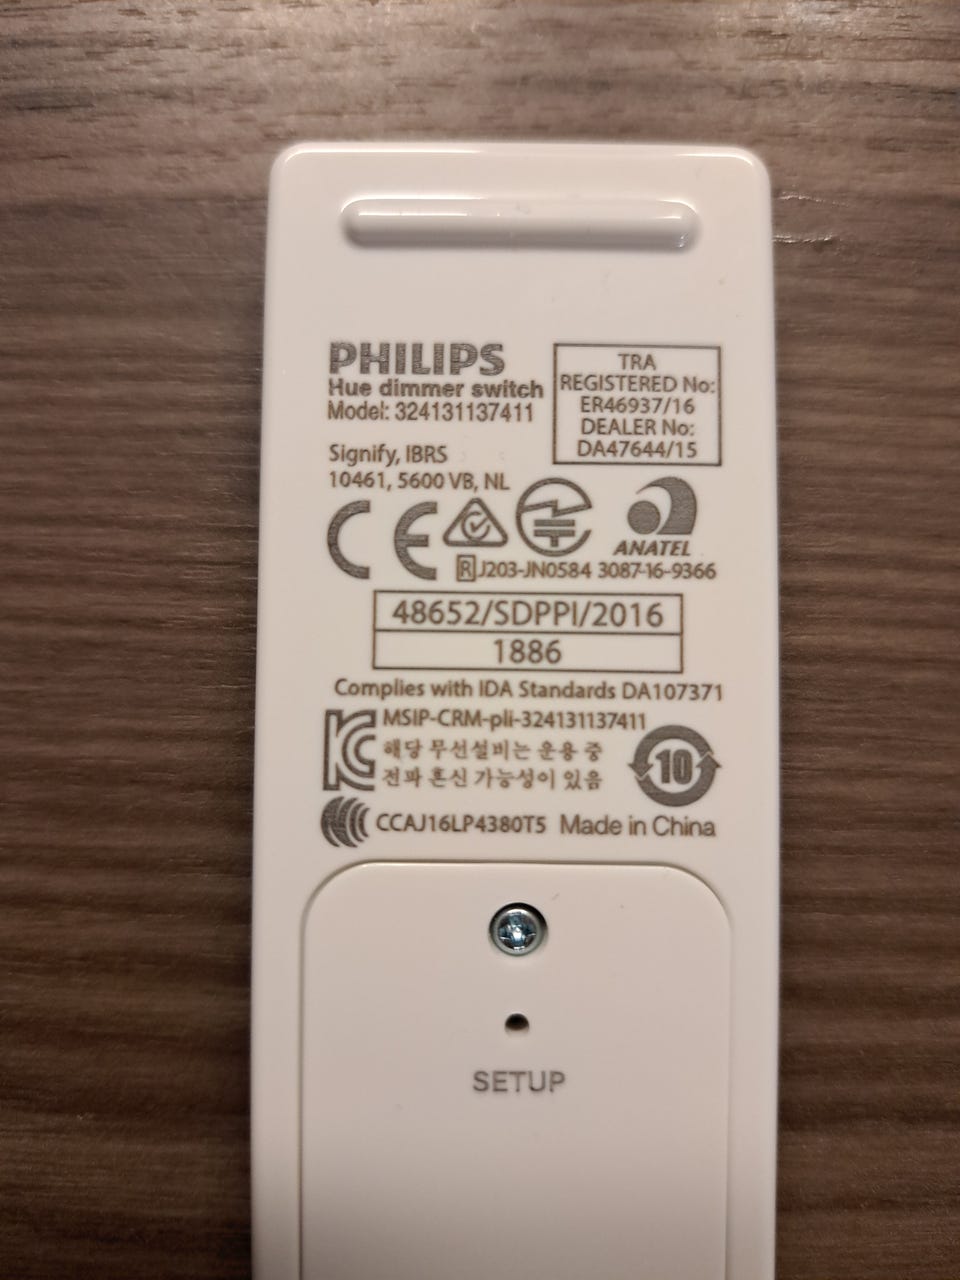 PHILIPS
Hue dimmer switch
Model: 324131137411
TRA
REGISTERED No:
ER46937/16
DEALER No:
DA47644/15
Signify, IBRS
10461, 5600 VB, NL
CE
ANATEL
R J203-JN0584 3087-16-9366
48652/SDPPI/2016
1886
Complies with IDA Standards DA107371
MSIP-CRM-pli-324131137411
해당 무선설비는 운용 중
전파 혼신 가능성이 있음
10
CCAJ16LP4380T5 Made in China
SETUP